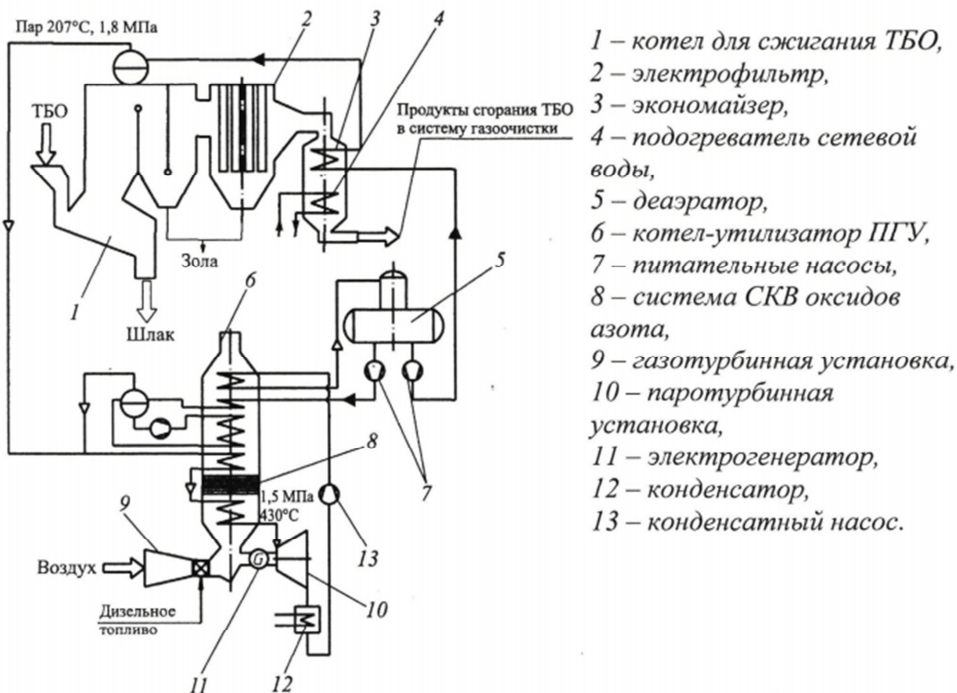 Пар 207°C, 1,8 МПа
2
3
4
ТБО
Продукты сгорания ТБО
в систему газоочистки
Зола
1
Шлак
6
5
8
7
1,5 МПа
430°C
9
13
Воздух
G
10
Дизельное
топливо
11
12
1 – котел для сжигания ТБО,
2 – электрофильтр,
3 – экономайзер,
4 – подогреватель сетевой
воды,
5 – деаэратор,
6 – котел-утилизатор ПГУ,
7 – питательные насосы,
8 – система СКВ оксидов
азота,
9 – газотурбинная установка,
10 – паротурбинная
установка,
11 – электрогенератор,
12 – конденсатор,
13 – конденсатный насос.